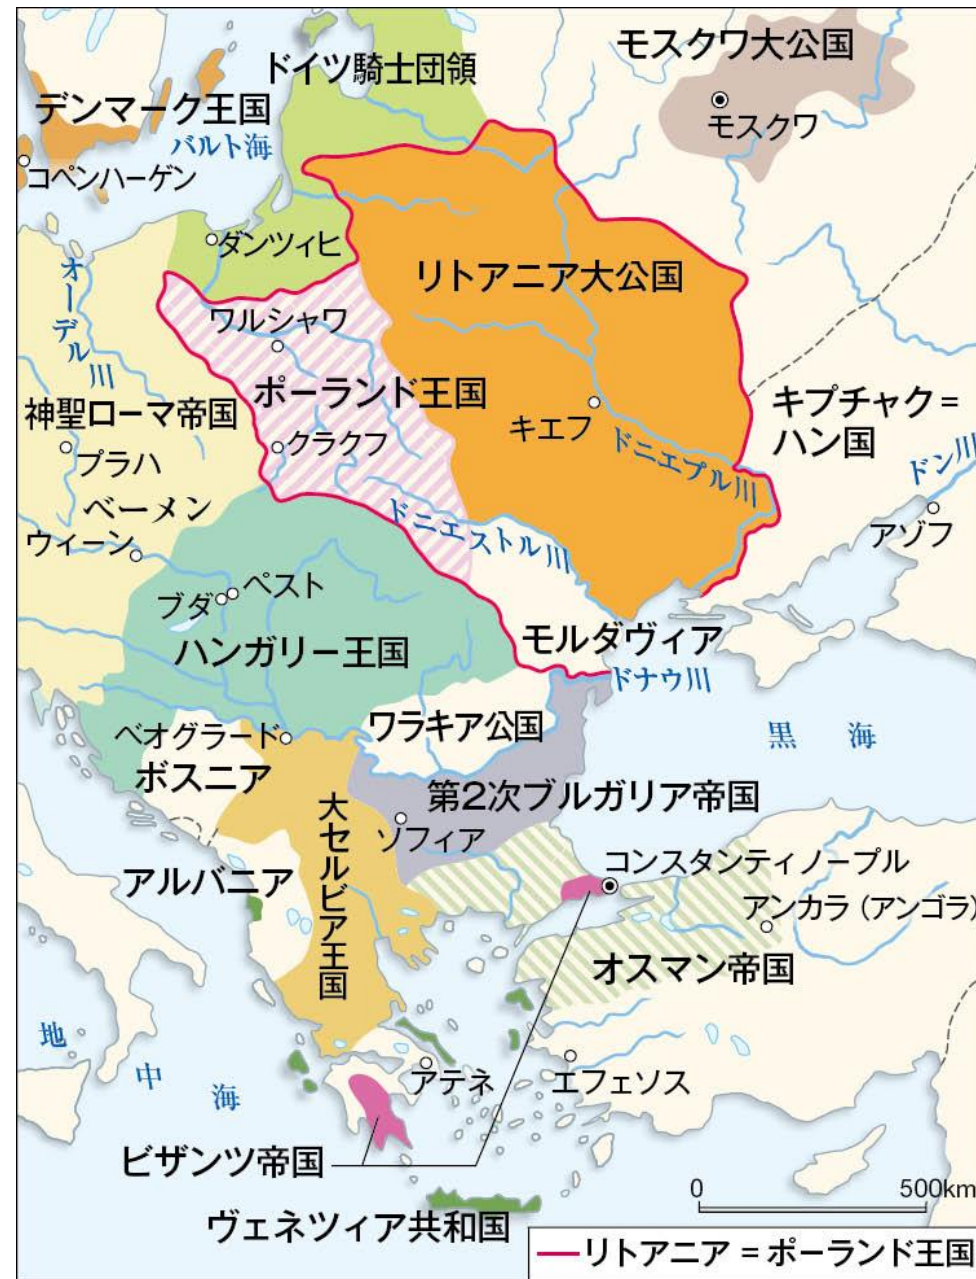 モスクワ大公国
ドイツ騎士団領
モスクワ
デンマーク王国
バルト海
コペンハーゲン
ダンツィヒ
オーデル川
リトアニア大公国
ワルシャワ
ポーランド王国
神聖ローマ帝国
キエフ
キプチャク=
ハン国
クラクフ
プラハ
ドニエプル川
ドン川
ベーメン
ドニエストル川
アゾフ
ウィーン
ペスト
ブダ
ハンガリー王国
モルダヴィア
ドナウ川
ワラキア公国
黒海
ベオグラード
ボスニア
第2次ブルガリア帝国
大セルビア王国
ソフィア
コンスタンティノープル
アルバニア
アンカラ(アンゴラ)
オスマン帝国
地中海
アテネ
エフェソス
ビザンツ帝国
0 500km
ヴェネツィア共和国
リトアニア=ポーランド王国